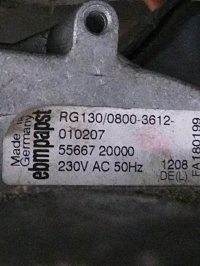 RG130/0800-3612-
010207
55667 20000
230V AC 50Hz
1208
DE(L)
FA180199
Made in
Germany
ebmpapst